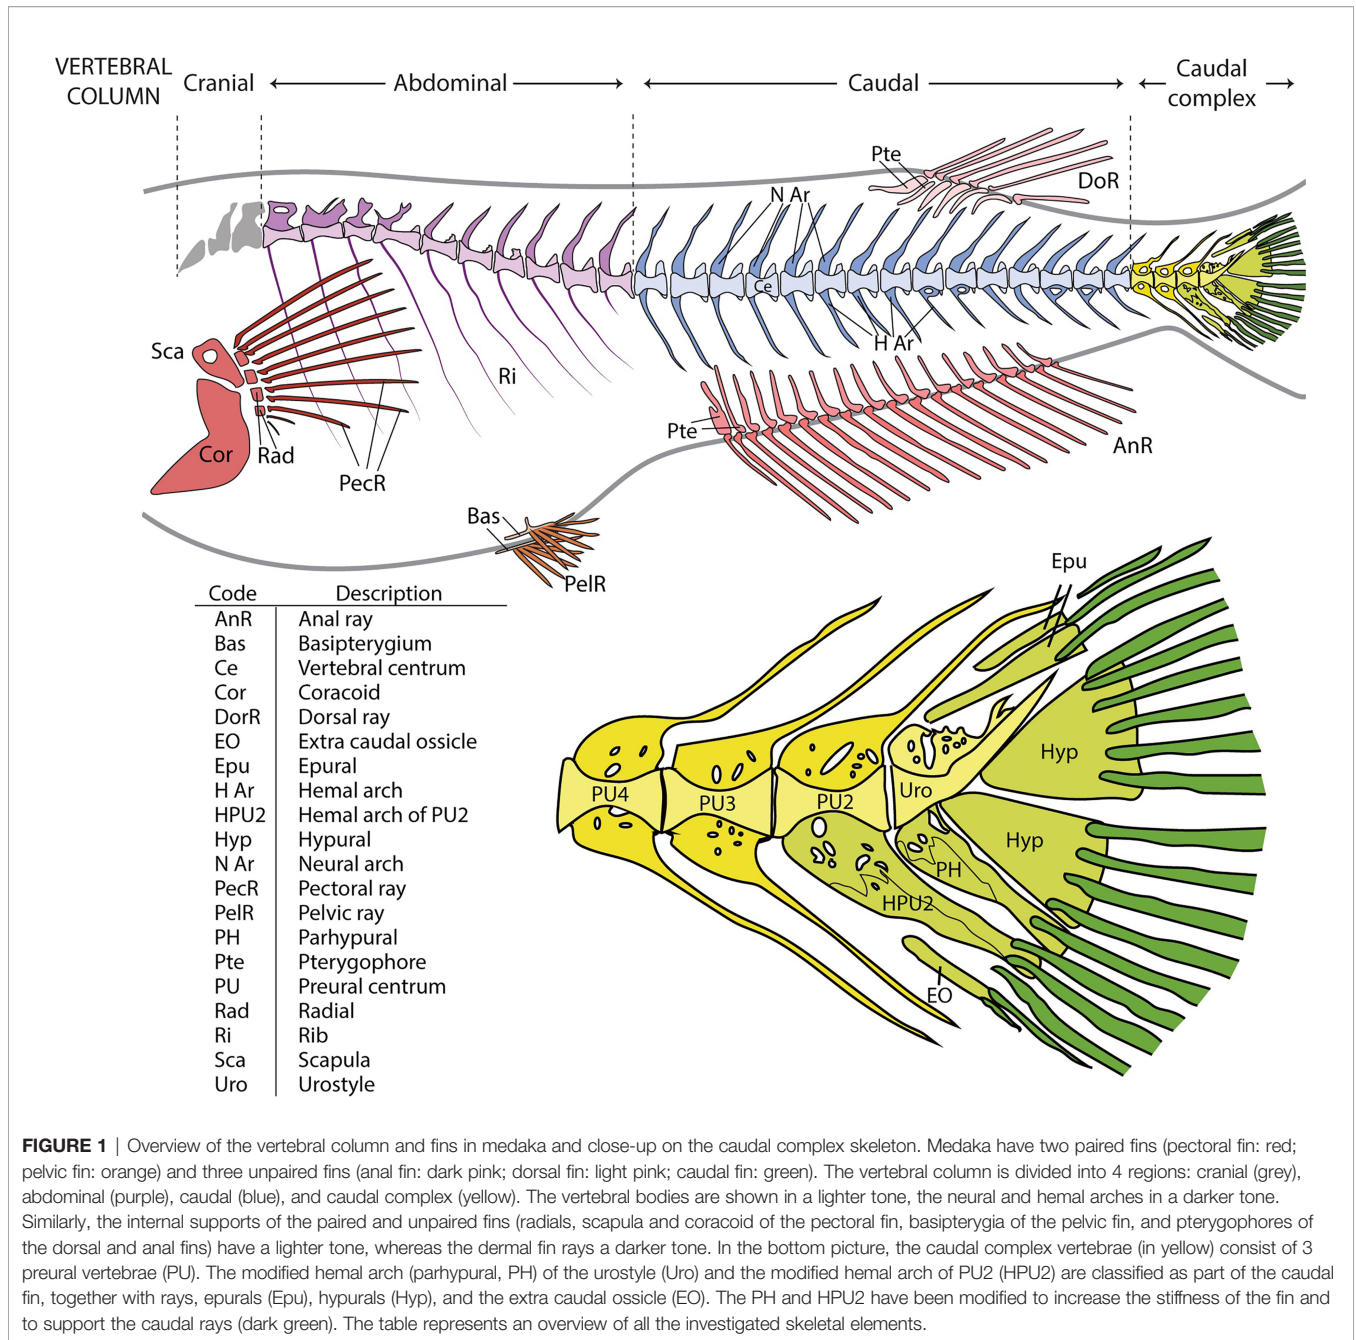 VERTEBRAL
COLUMN
Cranial
Abdominal
Caudal
Caudal
complex
Pte
DoR
N Ar
Ce
H Ar
Sca
Ri
Cor
Rad
PecR
Pte
AnR
Bas
PelR
Code Description
AnR Anal ray
Bas Basipterygium
Ce Vertebral centrum
Cor Coracoid
DorR Dorsal ray
EO Extra caudal ossicle
Epu Epural
H Ar Hemal arch
HPU2 Hemal arch of PU2
Hyp Hypural
N Ar Neural arch
PecR Pectoral ray
PelR Pelvic ray
PH Parhypural
Pte Pterygophore
PU Preural centrum
Rad Radial
Ri Rib
Sca Scapula
Uro Urostyle
Epu
Hyp
PU4
PU3
PU2
Uro
Hyp
PH
HPU2
EO
FIGURE 1 | Overview of the vertebral column and fins in medaka and close-up on the caudal complex skeleton. Medaka have two paired fins (pectoral fin: red;
pelvic fin: orange) and three unpaired fins (anal fin: dark pink; dorsal fin: light pink; caudal fin: green). The vertebral column is divided into 4 regions: cranial (grey),
abdominal (purple), caudal (blue), and caudal complex (yellow). The vertebral bodies are shown in a lighter tone, the neural and hemal arches in a darker tone.
Similarly, the internal supports of the paired and unpaired fins (radials, scapula and coracoid of the pectoral fin, basipterygia of the pelvic fin, and pterygophores of
the dorsal and anal fins) have a lighter tone, whereas the dermal fin rays a darker tone. In the bottom picture, the caudal complex vertebrae (in yellow) consist of 3
preural vertebrae (PU). The modified hemal arch (parhypural, PH) of the urostyle (Uro) and the modified hemal arch of PU2 (HPU2) are classified as part of the caudal
fin, together with rays, epurals (Epu), hypurals (Hyp), and the extra caudal ossicle (EO). The PH and HPU2 have been modified to increase the stiffness of the fin and
to support the caudal rays (dark green). The table represents an overview of all the investigated skeletal elements.